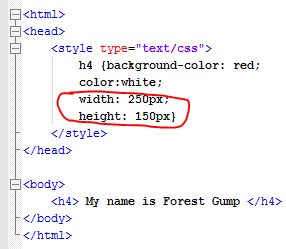 <html>
<head>
<style type="text/css">
h4 {background-color: red;
color:white;
width: 250px;
height: 150px}
</style>
</head>
<body>
<h4> My name is Forest Gump </h4>
</body>
</html>